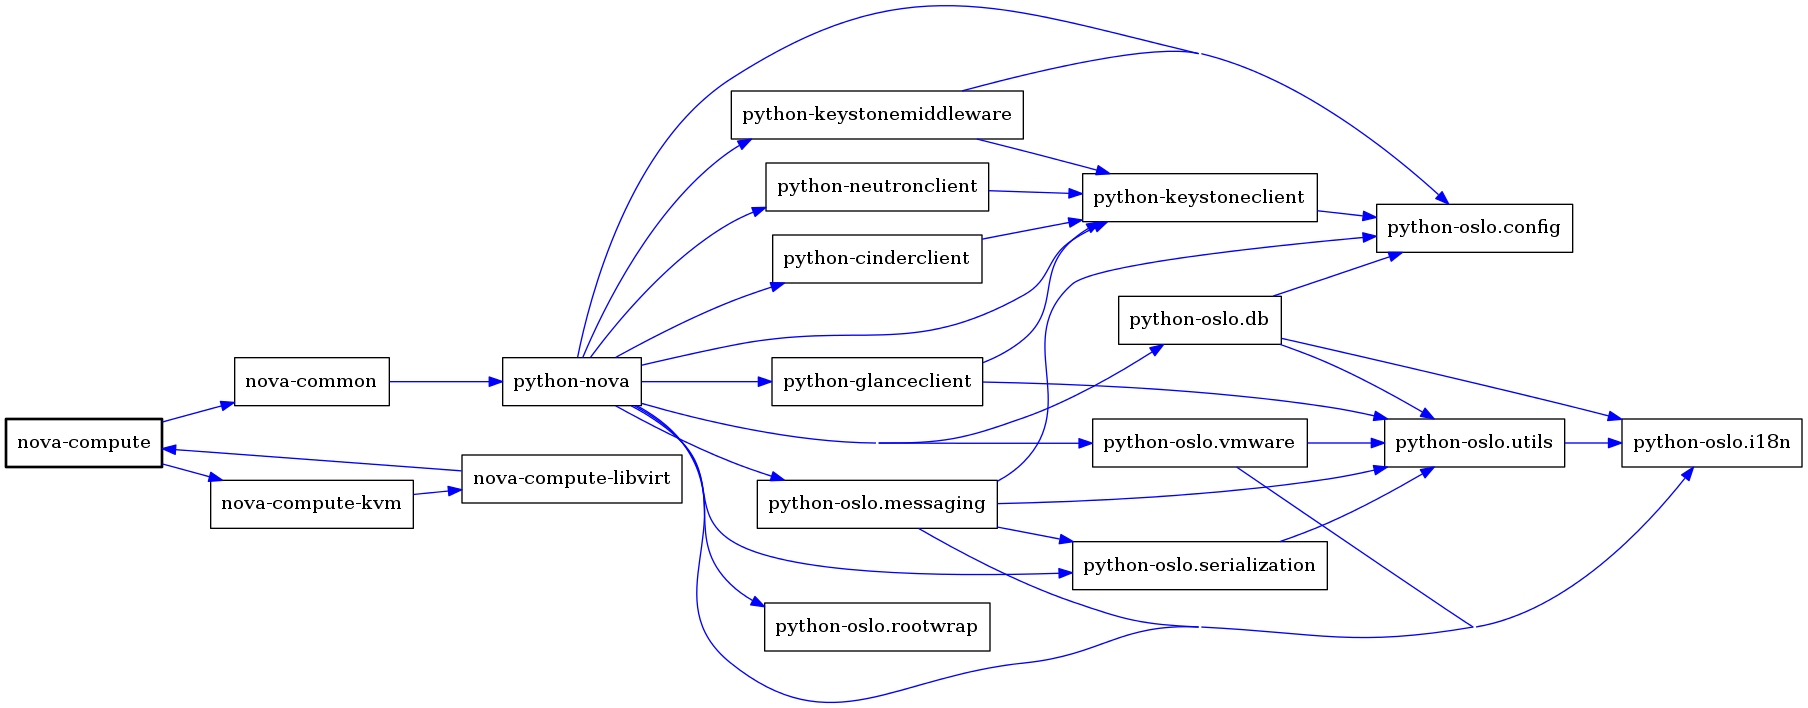 python-keystonemiddleware
python-neutronclient
python-keystoneclient
python-oslo.config
python-cinderclient
python-oslo.db
nova-common
python-nova
python-glanceclient
nova-compute
python-oslo.vmware
python-oslo.utils
python-oslo.i18n
nova-compute-libvirt
nova-compute-kvm
python-oslo.messaging
python-oslo.serialization
python-oslo.rootwrap